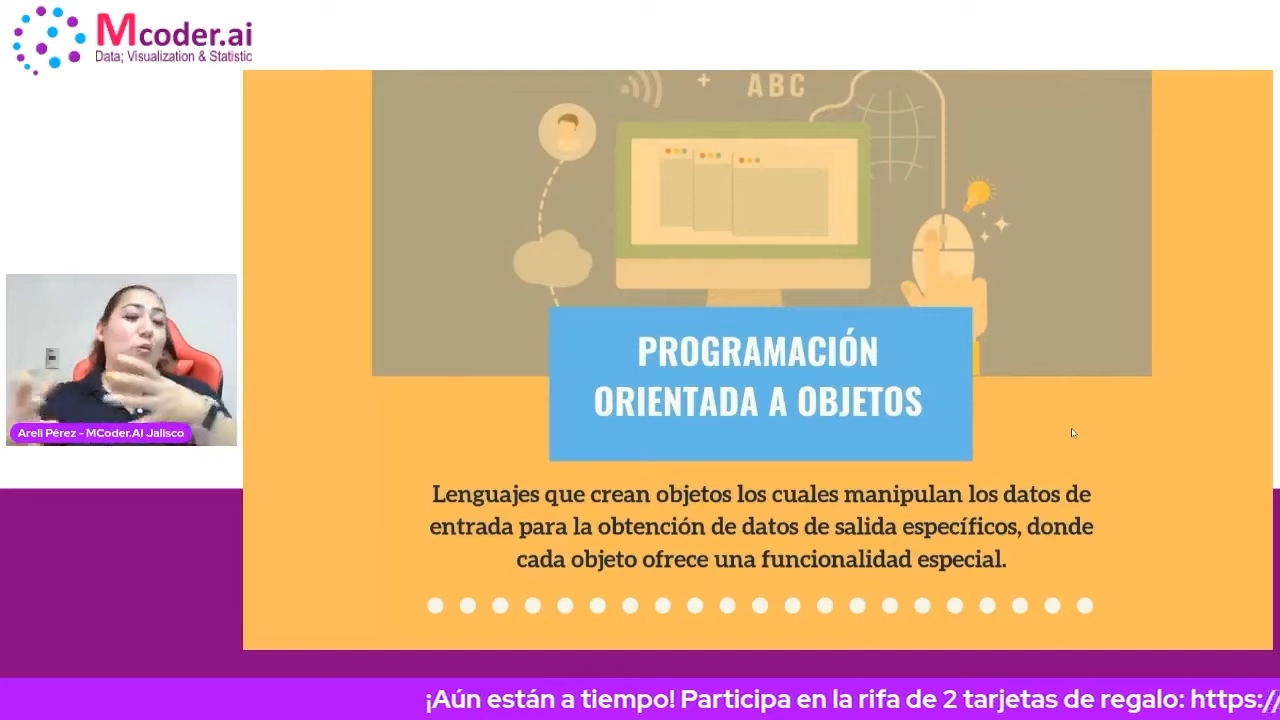 Mcoder.ai
Data; Visualization & Statistic
ABC
PROGRAMACIÓN
ORIENTADA A OBJETOS
Areli Pérez - MCoder.AI Jalisco
Lenguajes que crean objetos los cuales manipulan los datos de
entrada para la obtención de datos de salida específicos, donde
cada objeto ofrece una funcionalidad especial.
¡Aún están a tiempo! Participa en la rifa de 2 tarjetas de regalo: https://